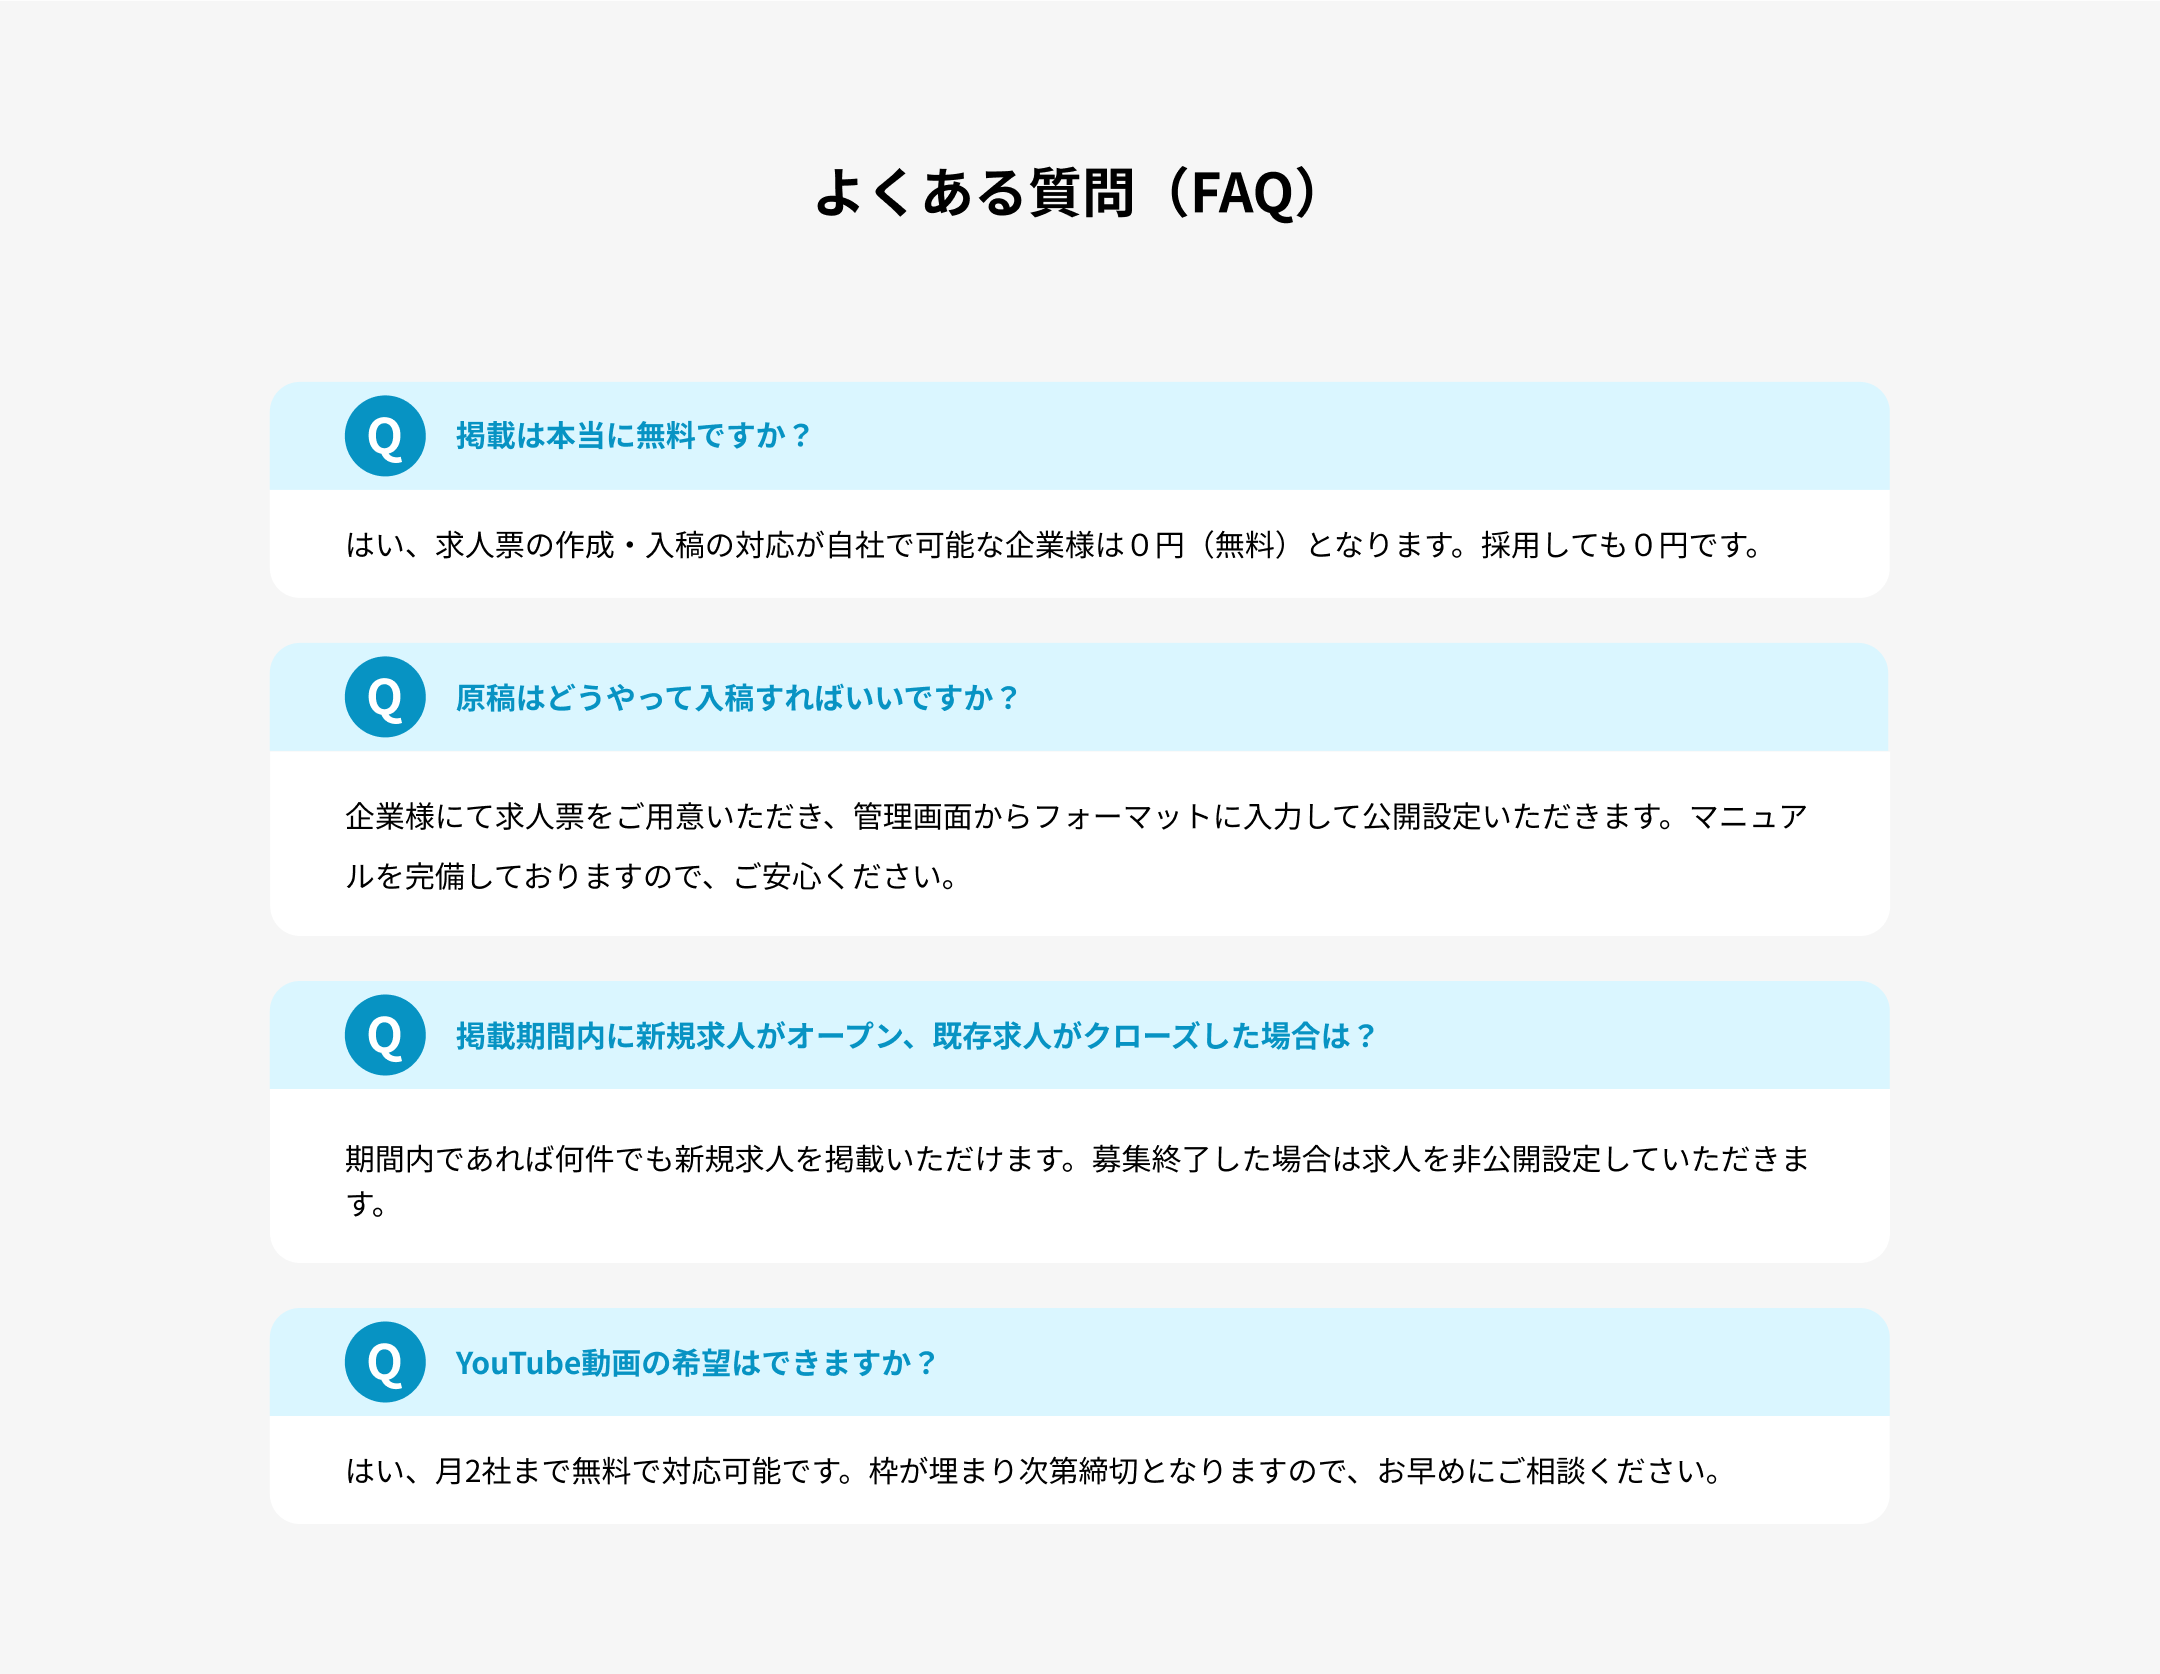 よくある質問（FAQ）
Q 掲載は本当に無料ですか？
はい、求人票の作成・入稿の対応が自社で可能な企業様は０円（無料）となります。採用しても０円です。
Q 原稿はどうやって入稿すればいいですか？
企業様にて求人票をご用意いただき、管理画面からフォーマットに入力して公開設定いただきます。マニュア
ルを完備しておりますので、ご安心ください。
Q 掲載期間内に新規求人がオープン、既存求人がクローズした場合は？
期間内であれば何件でも新規求人を掲載いただけます。募集終了した場合は求人を非公開設定していただきま
す。
Q YouTube動画の希望はできますか？
はい、月2社まで無料で対応可能です。枠が埋まり次第締切となりますので、お早めにご相談ください。